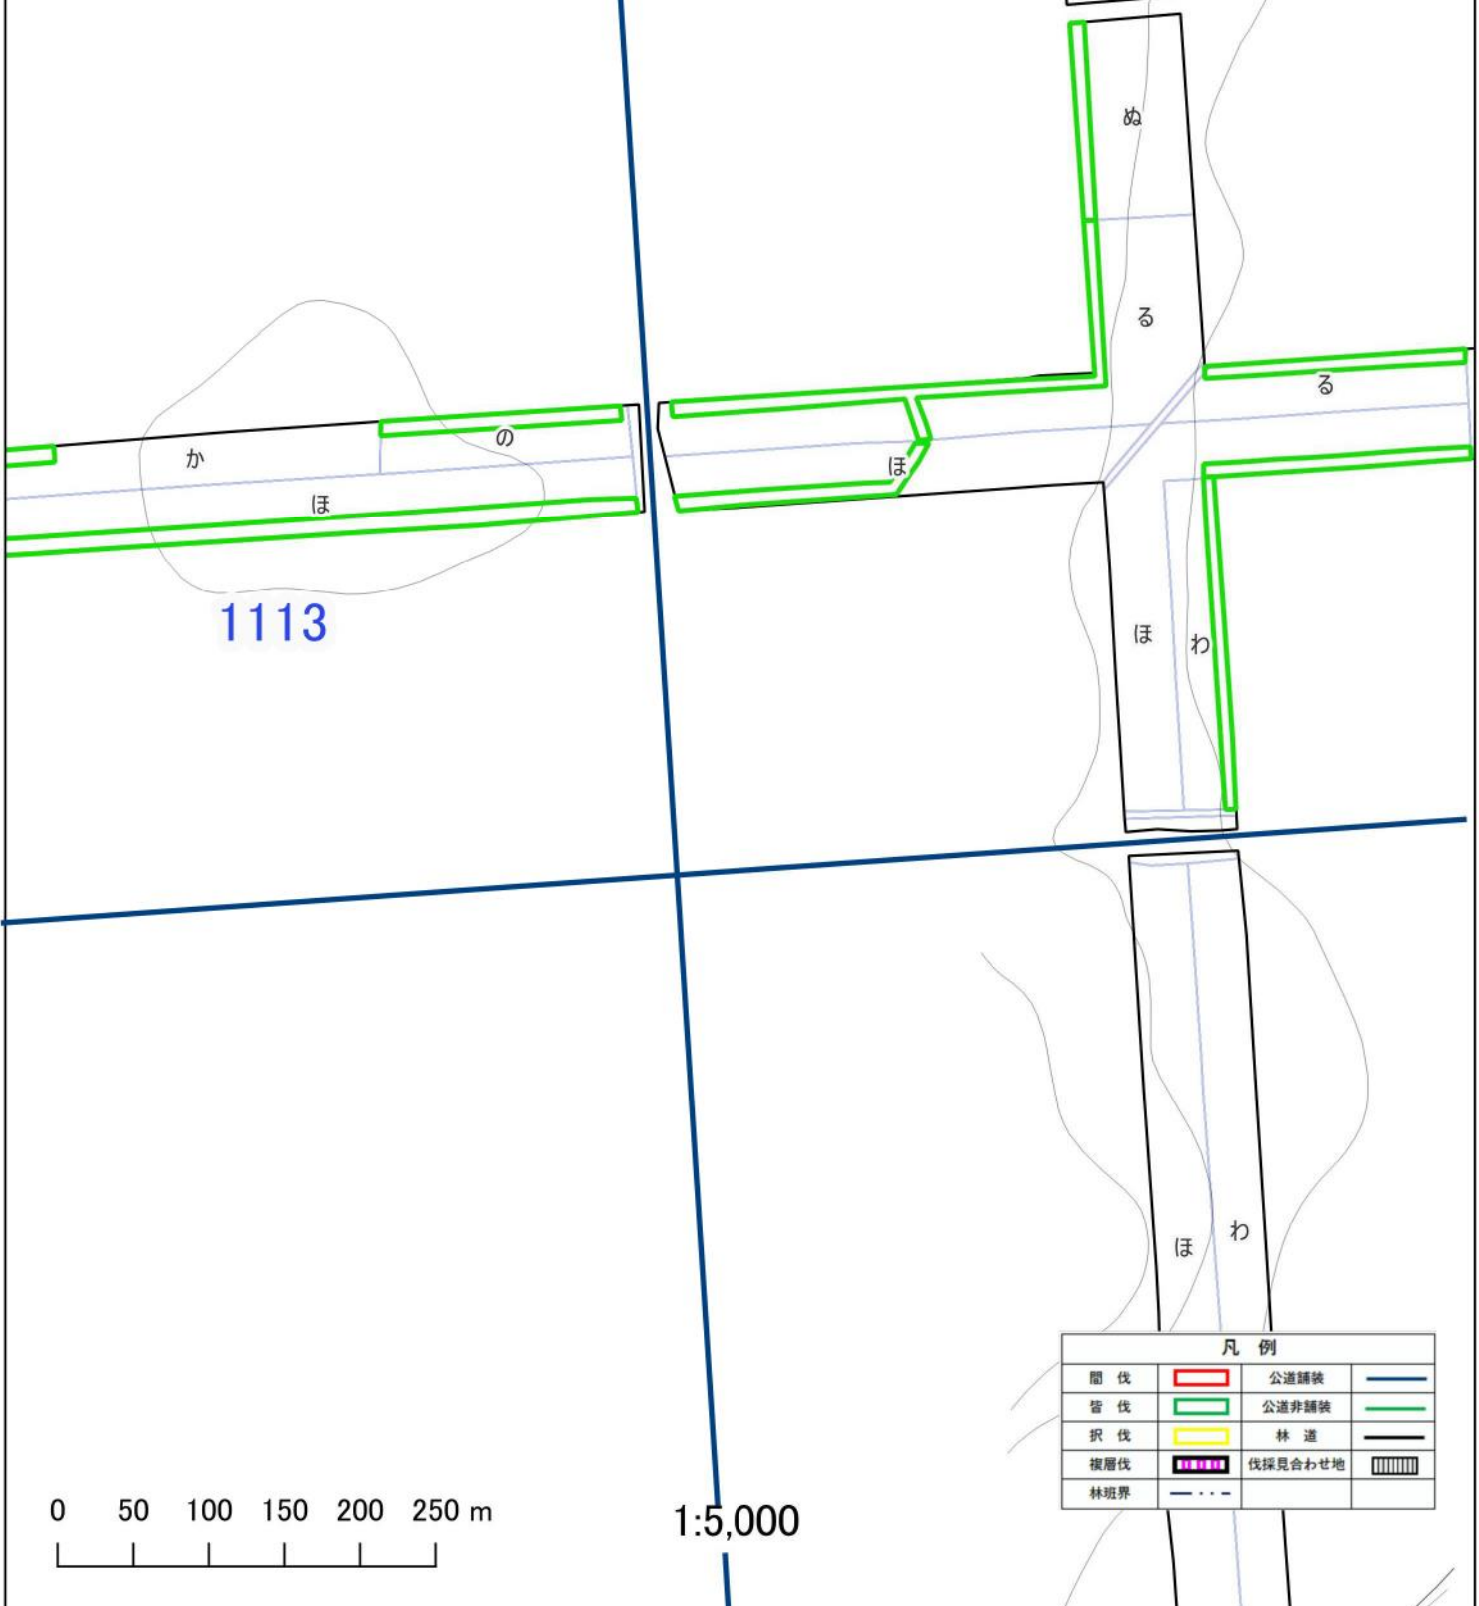 ぬ
る
る
の
か
ほ
ほ
1113
ほ
わ
わ
ほ
凡 例
間 伐 公道舗装
皆 伐 公道非舗装
択 伐 林 道
複層伐 伐採見合わせ地
林班界
0 50 100 150 200 250 m
1:5,000